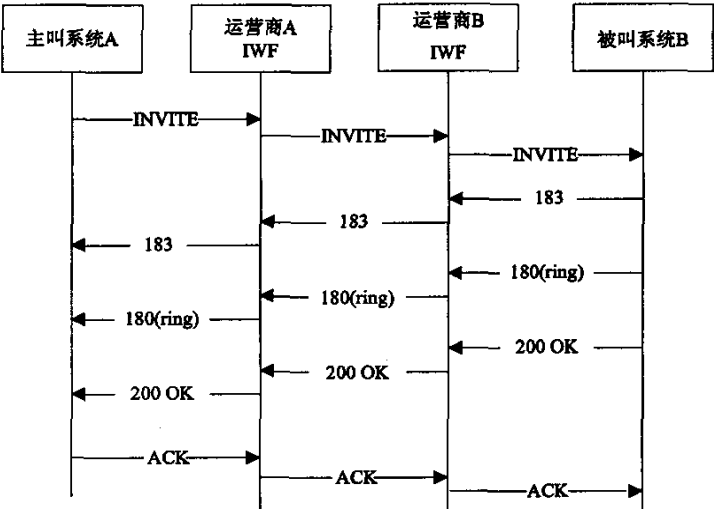 主叫系统A
运营商A
IWF
运营商B
IWF
被叫系统B
INVITE
INVITE
INVITE
183
183
183
180(ring)
180(ring)
180(ring)
200 OK
200 OK
200 OK
ACK
ACK
ACK